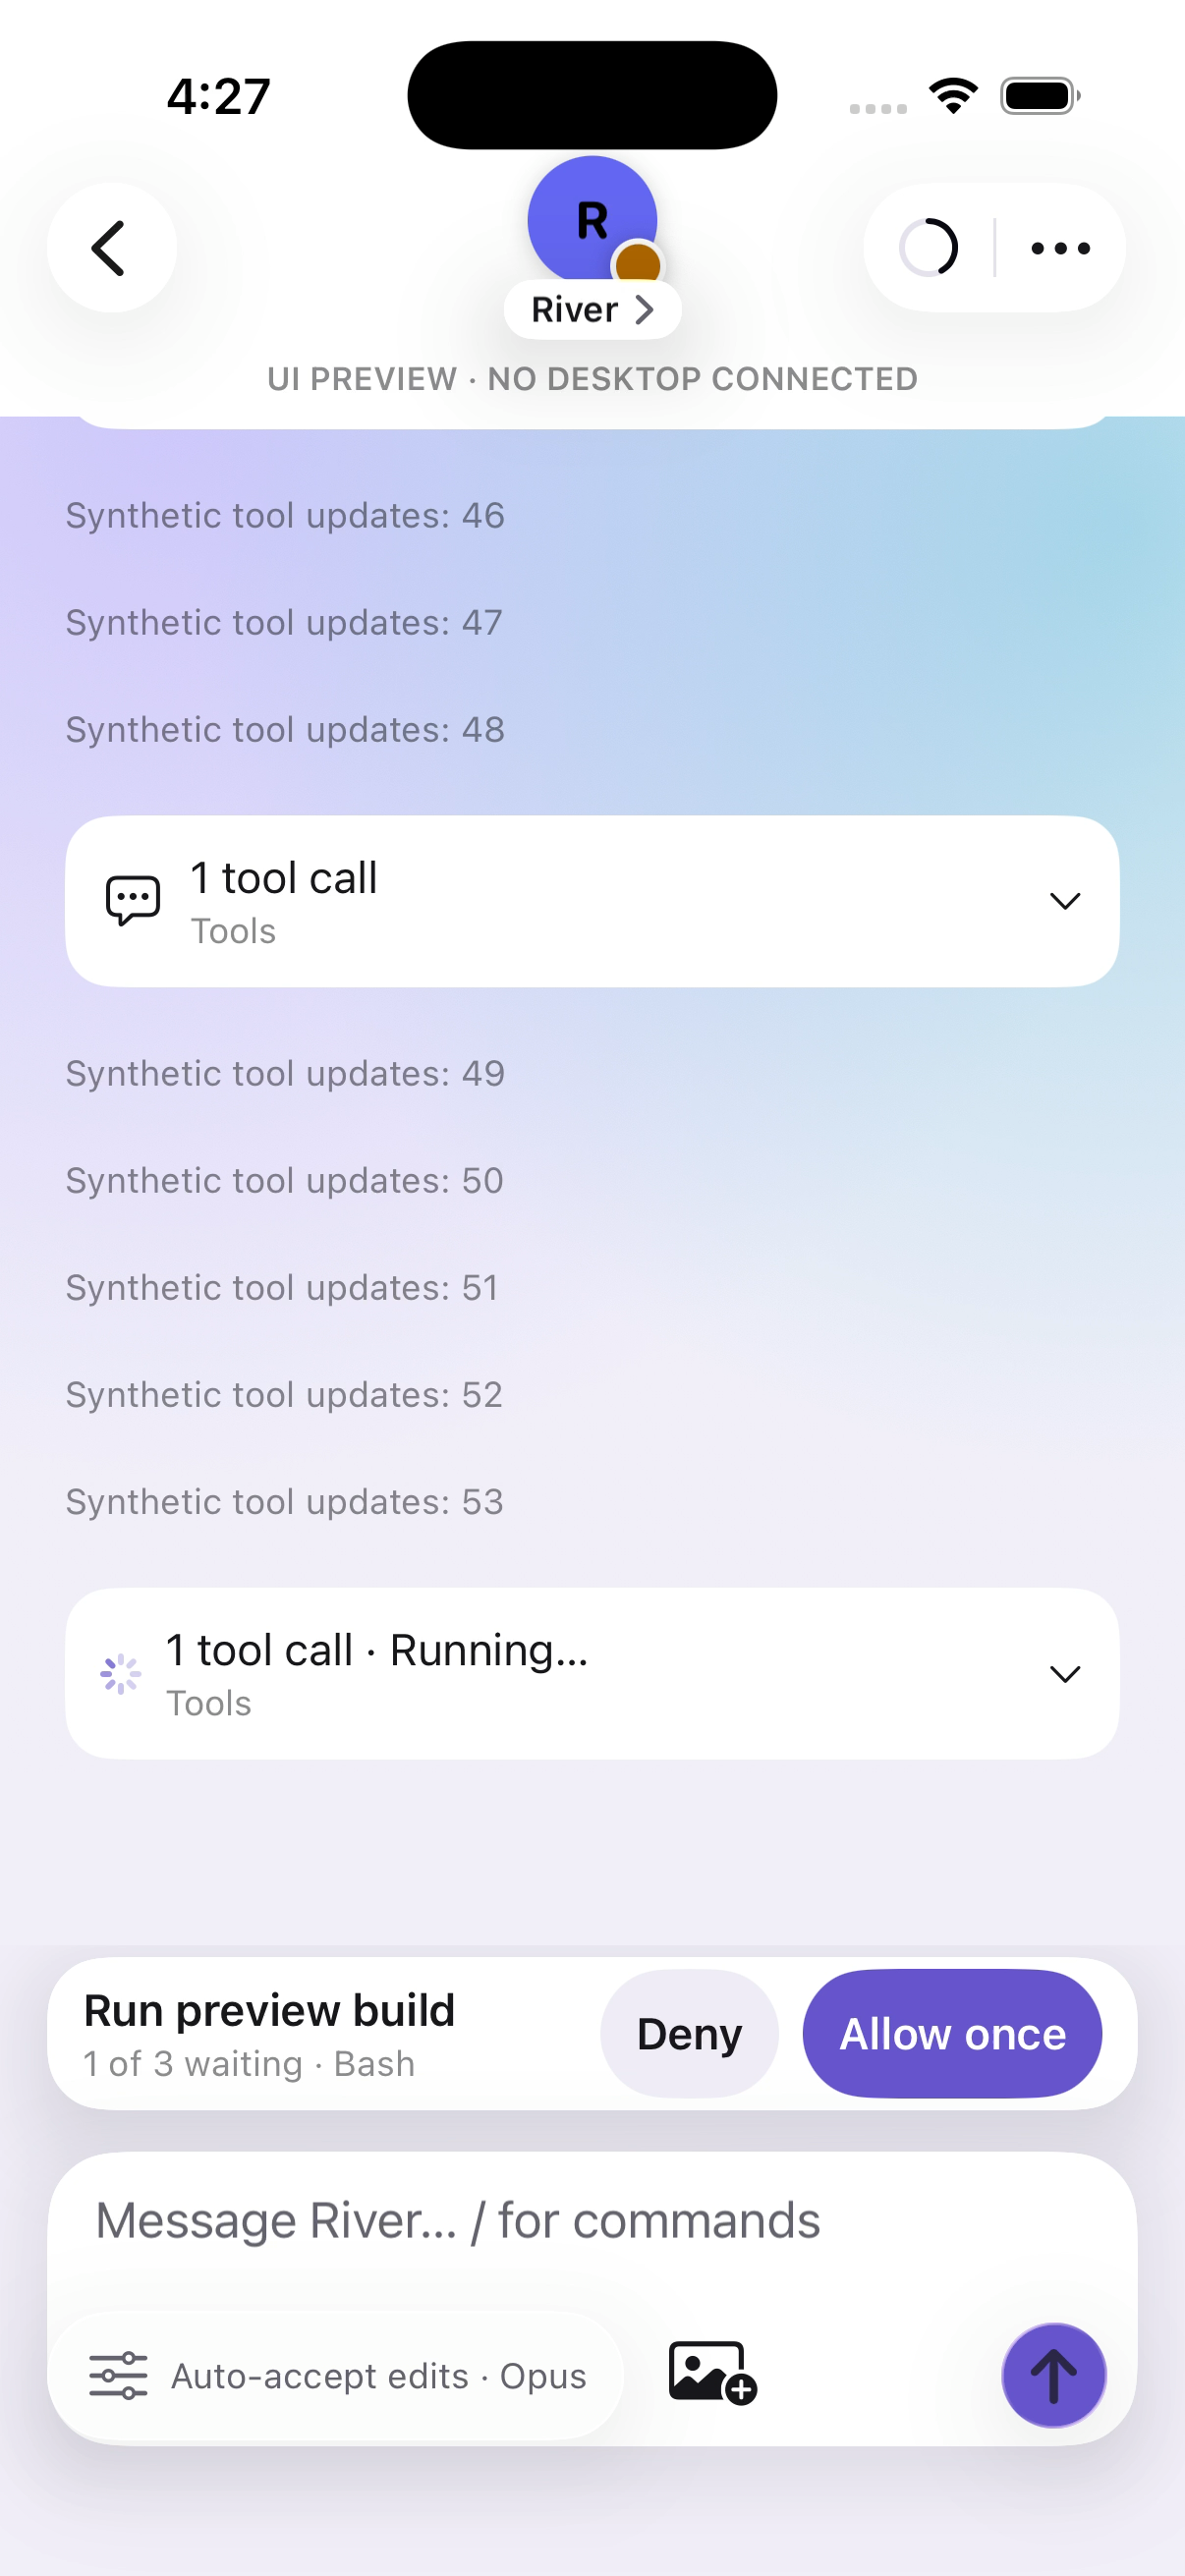 4:27
R
River
UI PREVIEW · NO DESKTOP CONNECTED
Synthetic tool updates: 46
Synthetic tool updates: 47
Synthetic tool updates: 48
1 tool call
Tools
Synthetic tool updates: 49
Synthetic tool updates: 50
Synthetic tool updates: 51
Synthetic tool updates: 52
Synthetic tool updates: 53
1 tool call · Running...
Tools
Run preview build
1 of 3 waiting · Bash
Deny
Allow once
Message River... / for commands
Auto-accept edits · Opus